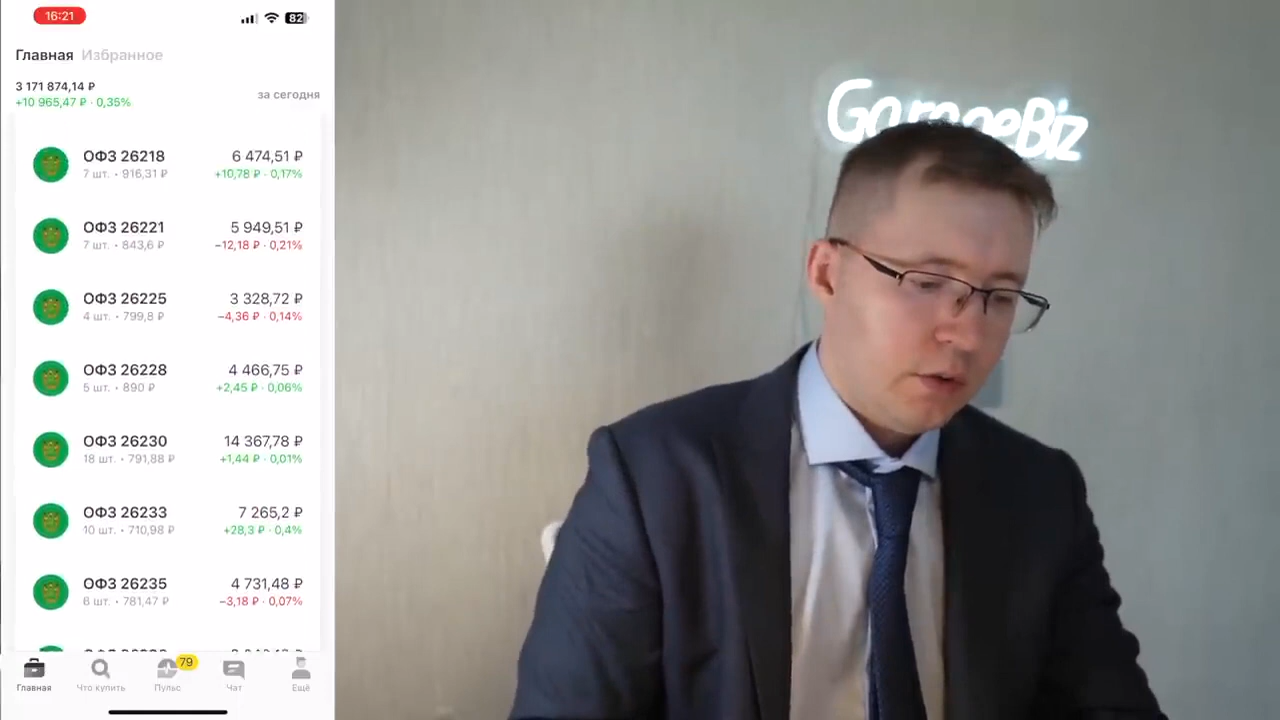 16:21
82
Главная Избранное
3 171 874,14 ₽
+10 965,47 ₽ · 0,35%
за сегодня
ОФЗ 26218 6 474,51 ₽
7 шт. • 916,31 ₽ +10,78 ₽ · 0,17%
ОФЗ 26221 5 949,51 ₽
7 шт. • 843,6 ₽ −12,18 ₽ · 0,21%
ОФЗ 26225 3 328,72 ₽
4 шт. • 799,8 ₽ −4,36 ₽ · 0,14%
ОФЗ 26228 4 466,75 ₽
5 шт. • 890 ₽ +2,45 ₽ · 0,06%
ОФЗ 26230 14 367,78 ₽
18 шт. • 791,88 ₽ +1,44 ₽ · 0,01%
ОФЗ 26233 7 265,2 ₽
10 шт. • 710,98 ₽ +28,3 ₽ · 0,4%
ОФЗ 26235 4 731,48 ₽
6 шт. • 781,47 ₽ −3,18 ₽ · 0,07%
79
Главная Что купить Пульс Чат Ещё